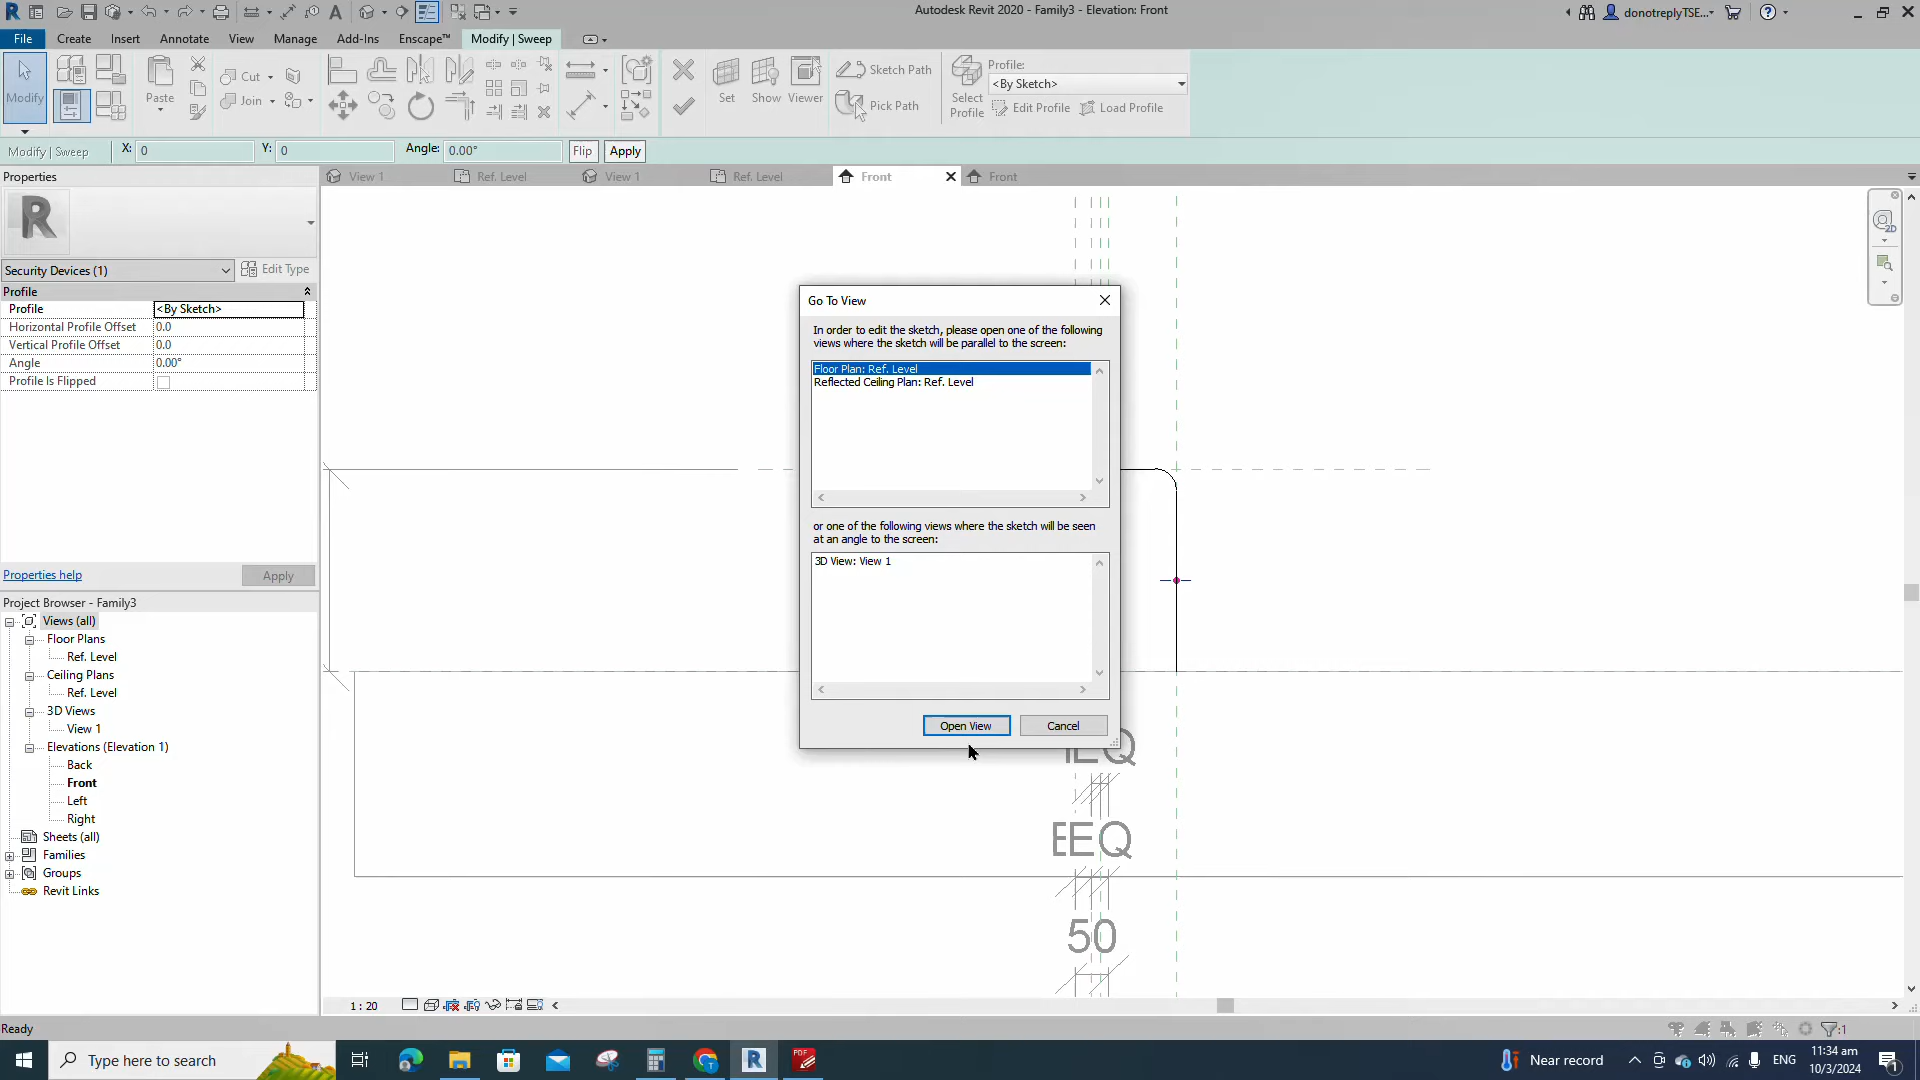 Autodesk Revit 2020 - Family3 - Elevation: Front
donotreplyTSE...
File Create Insert Annotate View Manage Add-Ins Enscape™ Modify | Sweep
Modify
Paste
Cut
Join
Set
Show
Viewer
Sketch Path
Pick Path
Select Profile
Profile:
<By Sketch>
Edit Profile
Load Profile
Modify | Sweep
X: 0
Y: 0
Angle: 0.00°
Flip
Apply
Properties
View 1
Ref. Level
View 1
Ref. Level
Front
Front
Security Devices (1)
Edit Type
Profile
Profile <By Sketch>
Horizontal Profile Offset 0.0
Vertical Profile Offset 0.0
Angle 0.00°
Profile Is Flipped
Properties help
Apply
Project Browser - Family3
Views (all)
Floor Plans
Ref. Level
Ceiling Plans
Ref. Level
3D Views
View 1
Elevations (Elevation 1)
Back
Front
Left
Right
Sheets (all)
Families
Groups
Revit Links
Go To View
In order to edit the sketch, please open one of the following
views where the sketch will be parallel to the screen:
Floor Plan: Ref. Level
Reflected Ceiling Plan: Ref. Level
or one of the following views where the sketch will be seen
at an angle to the screen:
3D View: View 1
Open View
Cancel
EQ
EEQ
50
2D
1 : 20
Ready
:1
Type here to search
PDF
Near record
ENG
11:34 am
10/3/2024
1